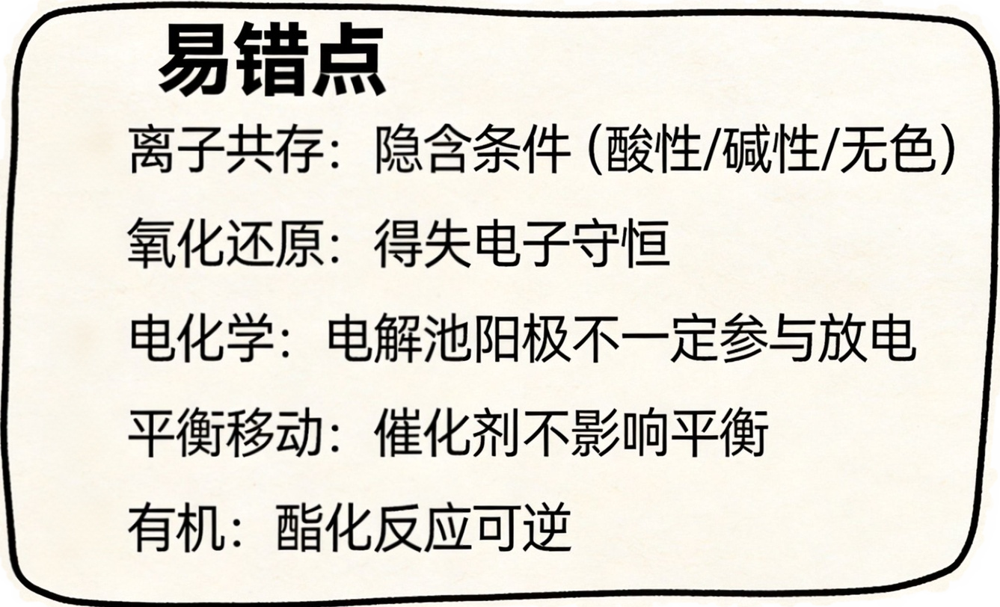 易错点
离子共存：隐含条件（酸性/碱性/无色）
氧化还原：得失电子守恒
电化学：电解池阳极不一定参与放电
平衡移动：催化剂不影响平衡
有机：酯化反应可逆